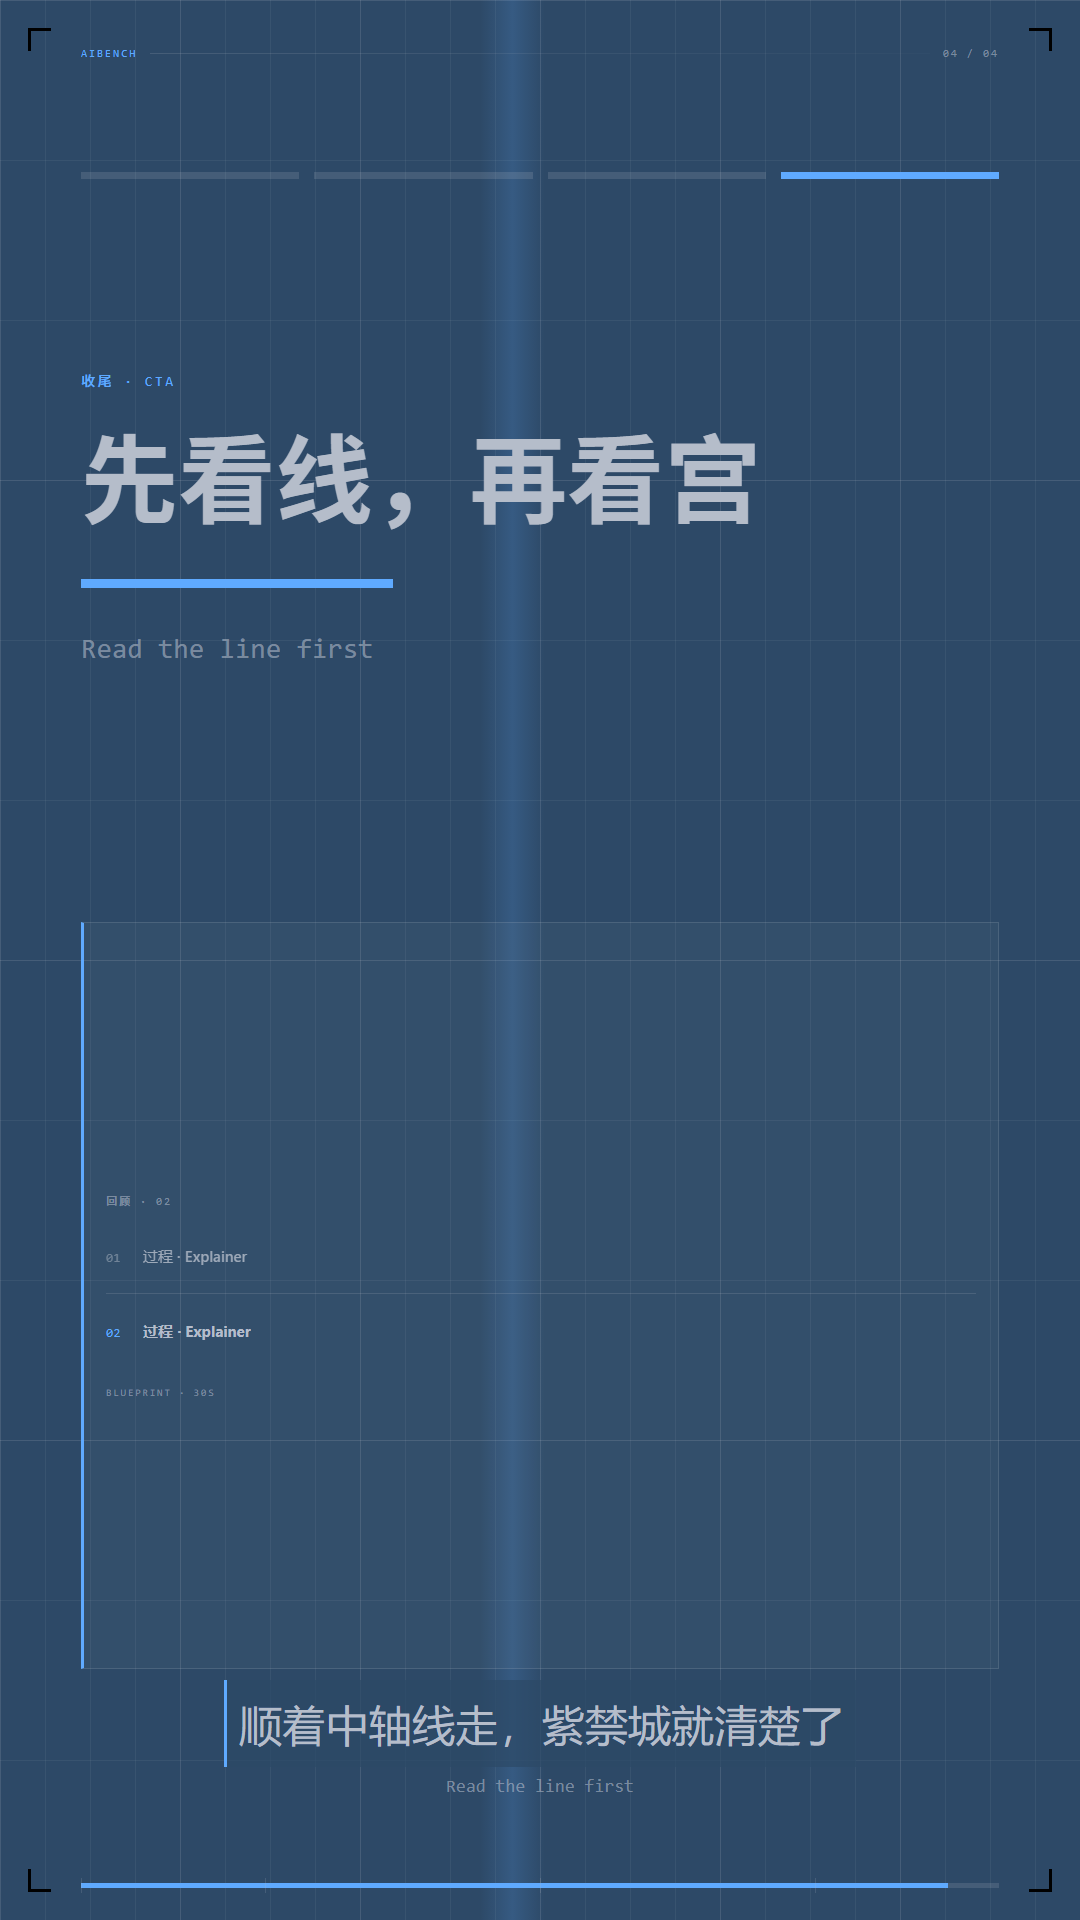 AIBENCH
04 / 04
收尾 · CTA
先看线，再看宫
Read the line first
回顾 · 02
01 过程 · Explainer
02 过程 · Explainer
BLUEPRINT · 30S
顺着中轴线走，紫禁城就清楚了
Read the line first